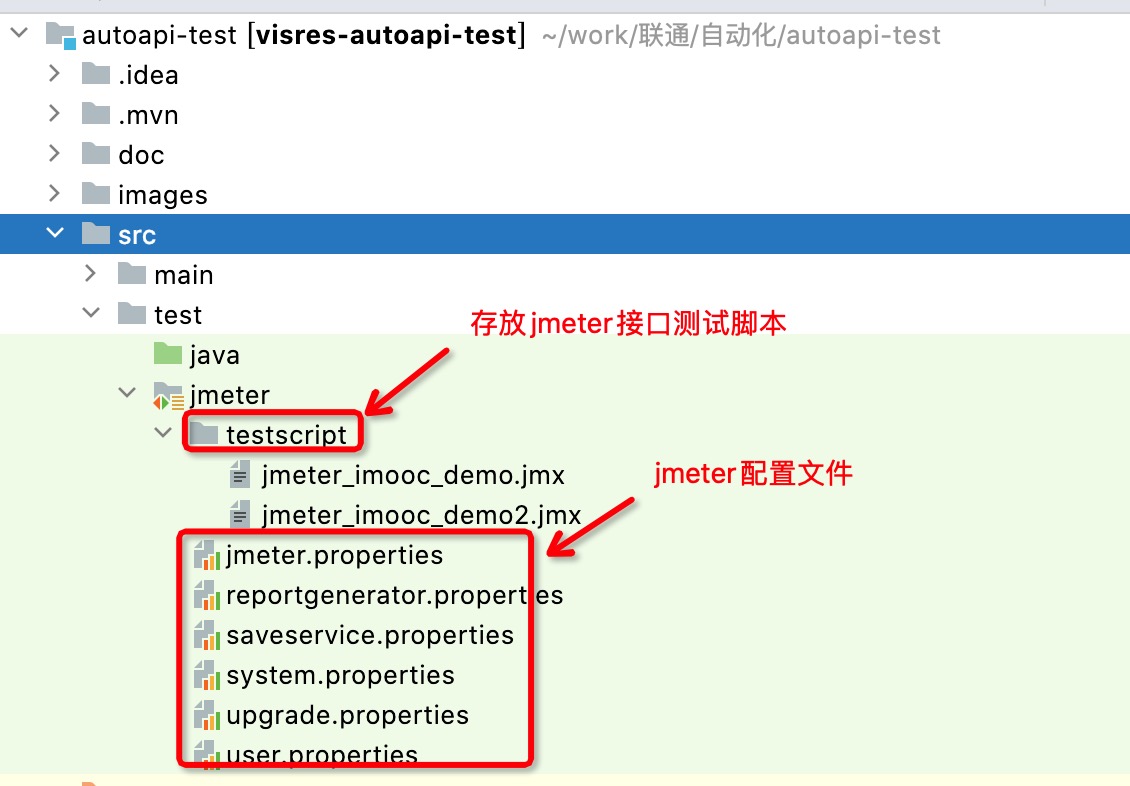 autoapi-test [visres-autoapi-test] ~/work/联通/自动化/autoapi-test
.idea
.mvn
doc
images
src
main
test
存放jmeter接口测试脚本
java
jmeter
testscript
jmeter_imooc_demo.jmx
jmeter配置文件
jmeter_imooc_demo2.jmx
jmeter.properties
reportgenerator.properties
saveservice.properties
system.properties
upgrade.properties
user.properties